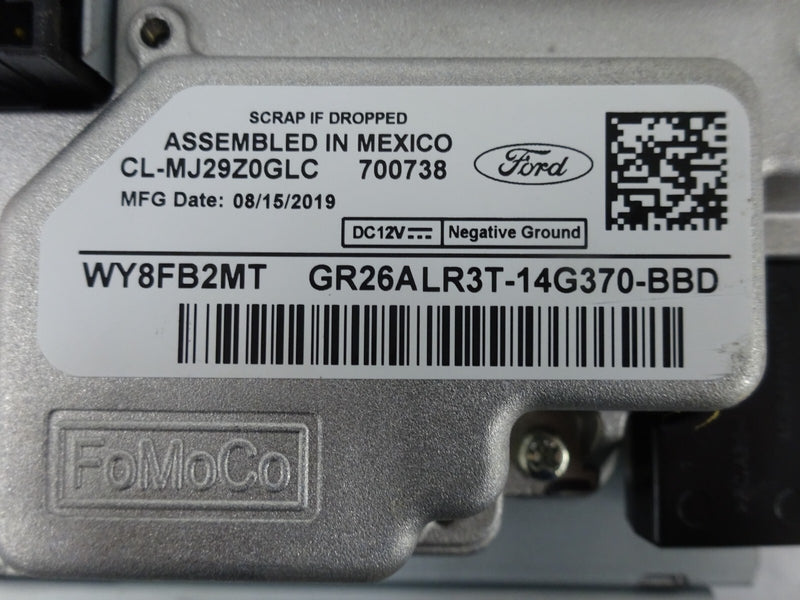 SCRAP IF DROPPED
ASSEMBLED IN MEXICO
CL-MJ29Z0GLC 700738
MFG Date: 08/15/2019
Ford
DC12V Negative Ground
WY8FB2MT GR26ALR3T-14G370-BBD
FoMoCo